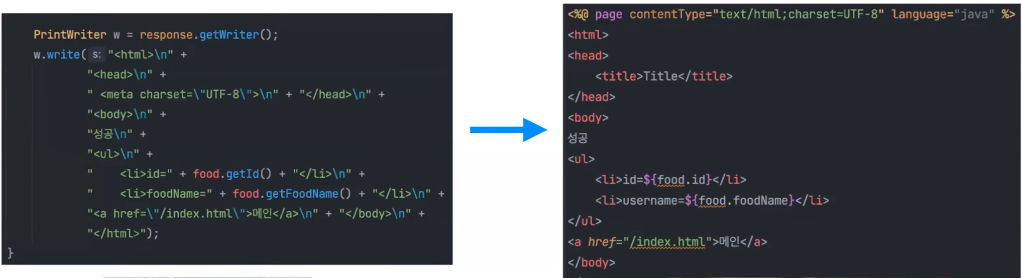 PrintWriter w = response.getWriter();
w.write( s: "<html>\n" +
"<head>\n" +
" <meta charset=\"UTF-8\">\n" + "</head>\n" +
"<body>\n" +
"성공\n" +
"<ul>\n" +
"    <li>id=" + food.getId() + "</li>\n" +
"    <li>foodName=" + food.getFoodName() + "</li>\n" +
"<a href=\"/index.html\">메인</a>\n" + "</body>\n" +
"</html>");
}
<%@ page contentType="text/html;charset=UTF-8" language="java" %>
<html>
<head>
    <title>Title</title>
</head>
<body>
성공
<ul>
    <li>id=${food.id}</li>
    <li>username=${food.foodName}</li>
</ul>
<a href="/index.html">메인</a>
</body>